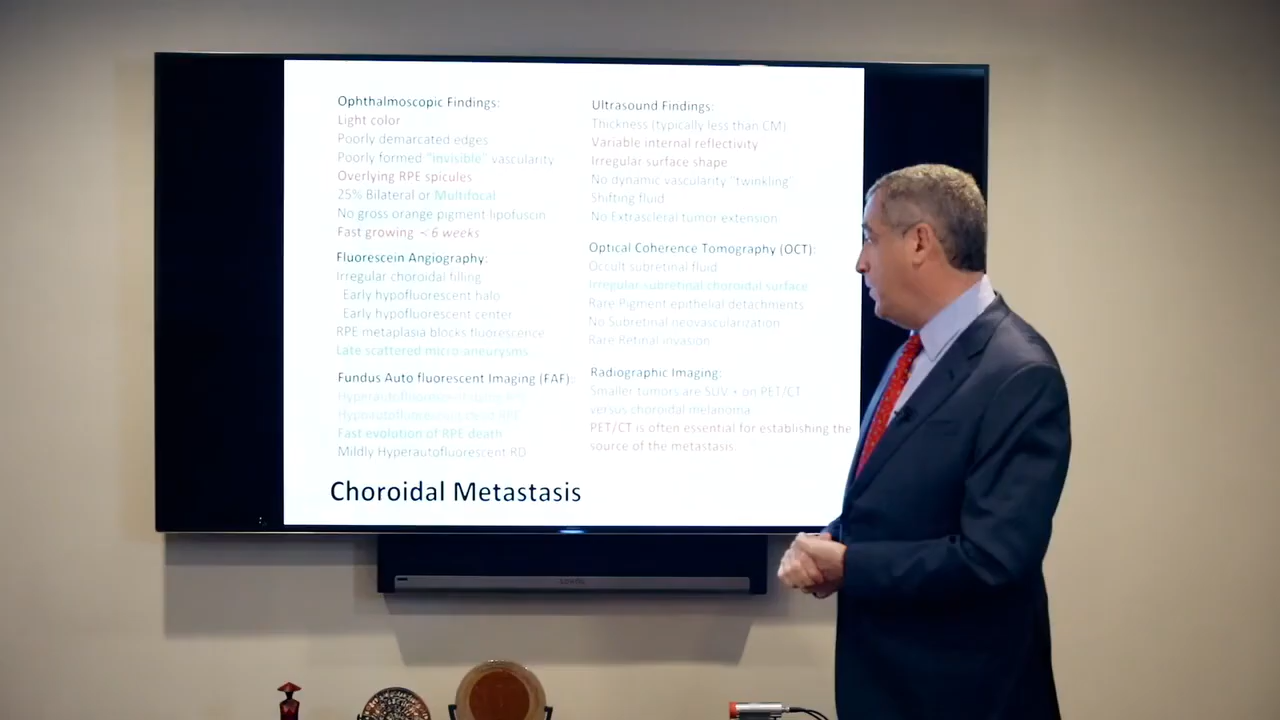 Ophthalmoscopic Findings:
Light color
Poorly demarcated edges
Poorly formed "invisible" vascularity
Overlying RPE spicules
25% Bilateral or Multifocal
No gross orange pigment lipofuscin
Fast growing <6 weeks
Fluorescein Angiography:
Irregular choroidal filling
Early hypofluorescent halo
Early hypofluorescent center
RPE metaplasia blocks fluorescence
Late scattered micro-aneurysms
Fundus Auto fluorescent Imaging (FAF):
Fast evolution of RPE death
Mildly Hyperautofluorescent RD
Ultrasound Findings:
Thickness (typically less than CM)
Variable internal reflectivity
Irregular surface shape
No dynamic vascularity "twinkling"
Shifting fluid
No Extrascleral tumor extension
Optical Coherence Tomography (OCT):
Occult subretinal fluid
Irregular subretinal choroidal surface
Rare Pigment epithelial detachments
No Subretinal neovascularization
Rare Retinal invasion
Radiographic Imaging:
Smaller tumors are SUV + on PET/CT
versus choroidal melanoma
PET/CT is often essential for establishing the
source of the metastasis.
Choroidal Metastasis